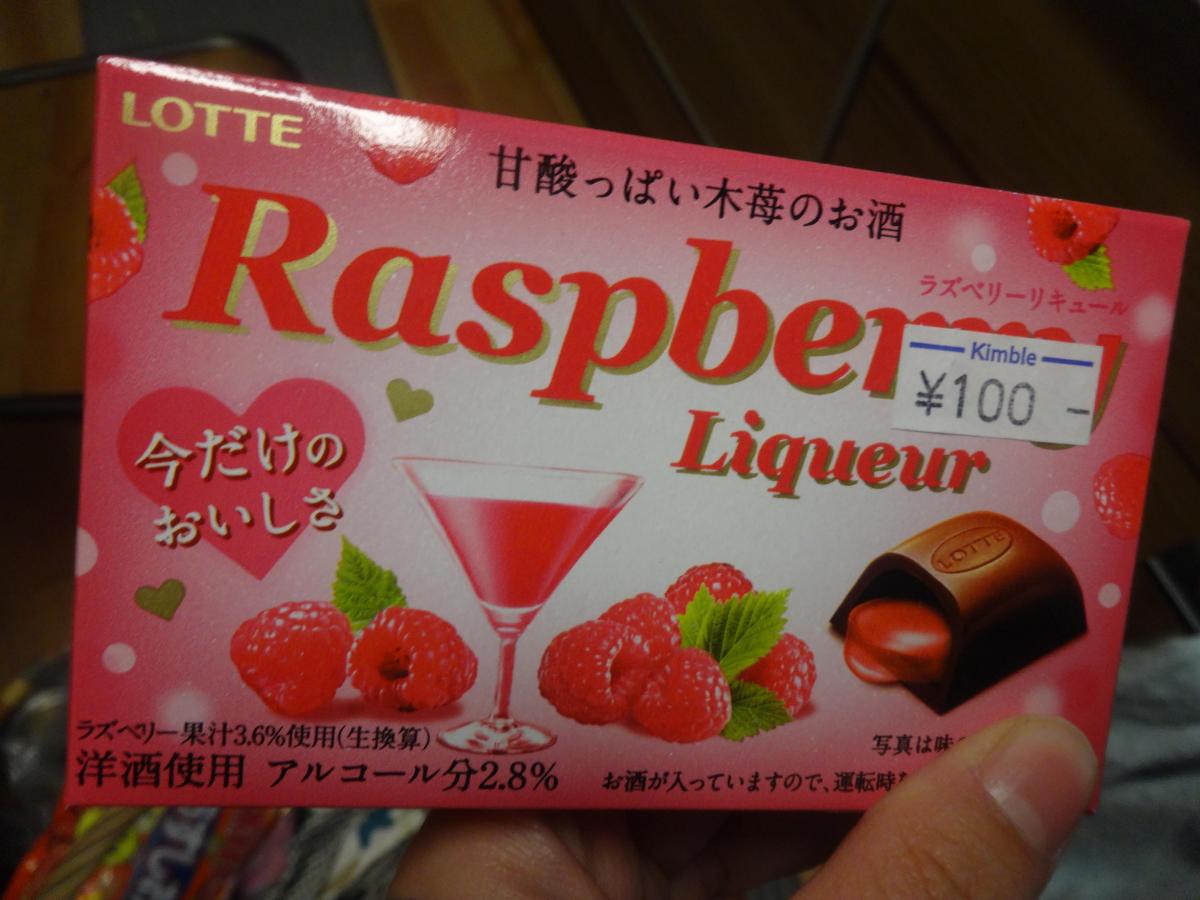 LOTTE
甘酸っぱい木苺のお酒
Raspberry
ラズベリーリキュール
Kimble
¥100 -
Liqueur
今だけの
おいしさ
LOTTE
ラズベリー果汁3.6%使用(生換算)
写真は味
洋酒使用 アルコール分2.8%
お酒が入っていますので、運転時